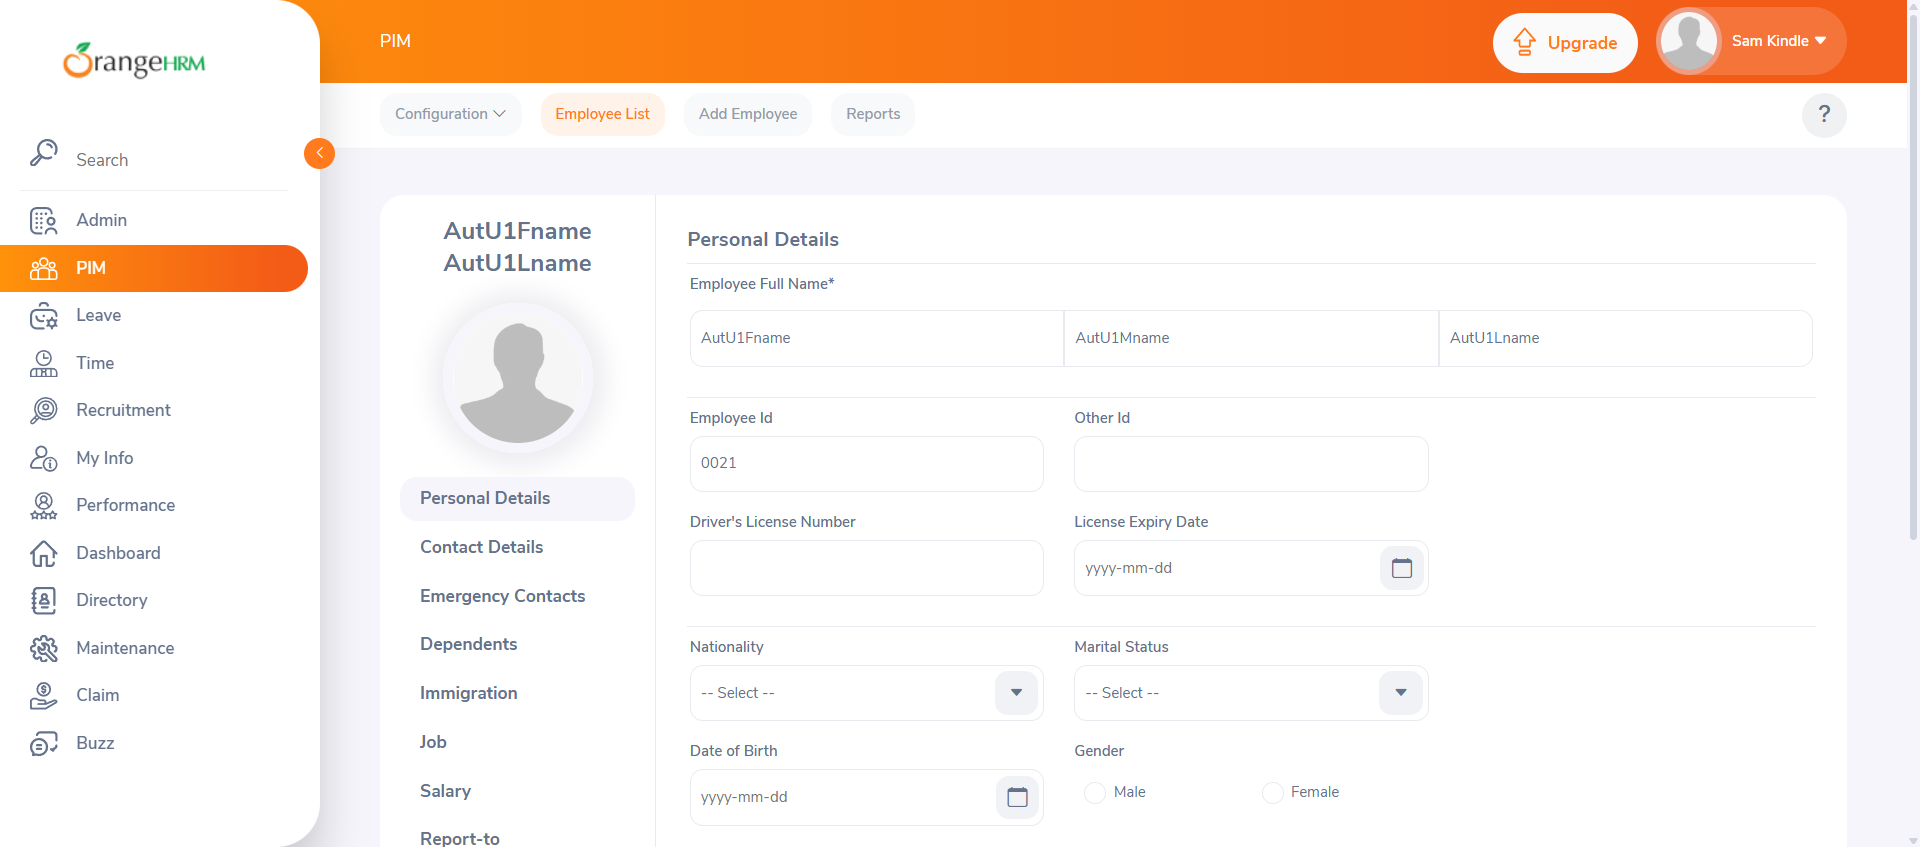 OrangeHRM
Search
Admin
PIM
Leave
Time
Recruitment
My Info
Performance
Dashboard
Directory
Maintenance
Claim
Buzz
PIM
Upgrade
Sam Kindle
Configuration
Employee List
Add Employee
Reports
?
AutU1Fname
AutU1Lname
Personal Details
Contact Details
Emergency Contacts
Dependents
Immigration
Job
Salary
Report-to
Personal Details
Employee Full Name*
AutU1Fname
AutU1Mname
AutU1Lname
Employee Id
Other Id
0021
Driver's License Number
License Expiry Date
yyyy-mm-dd
Nationality
Marital Status
-- Select --
-- Select --
Date of Birth
Gender
yyyy-mm-dd
Male
Female